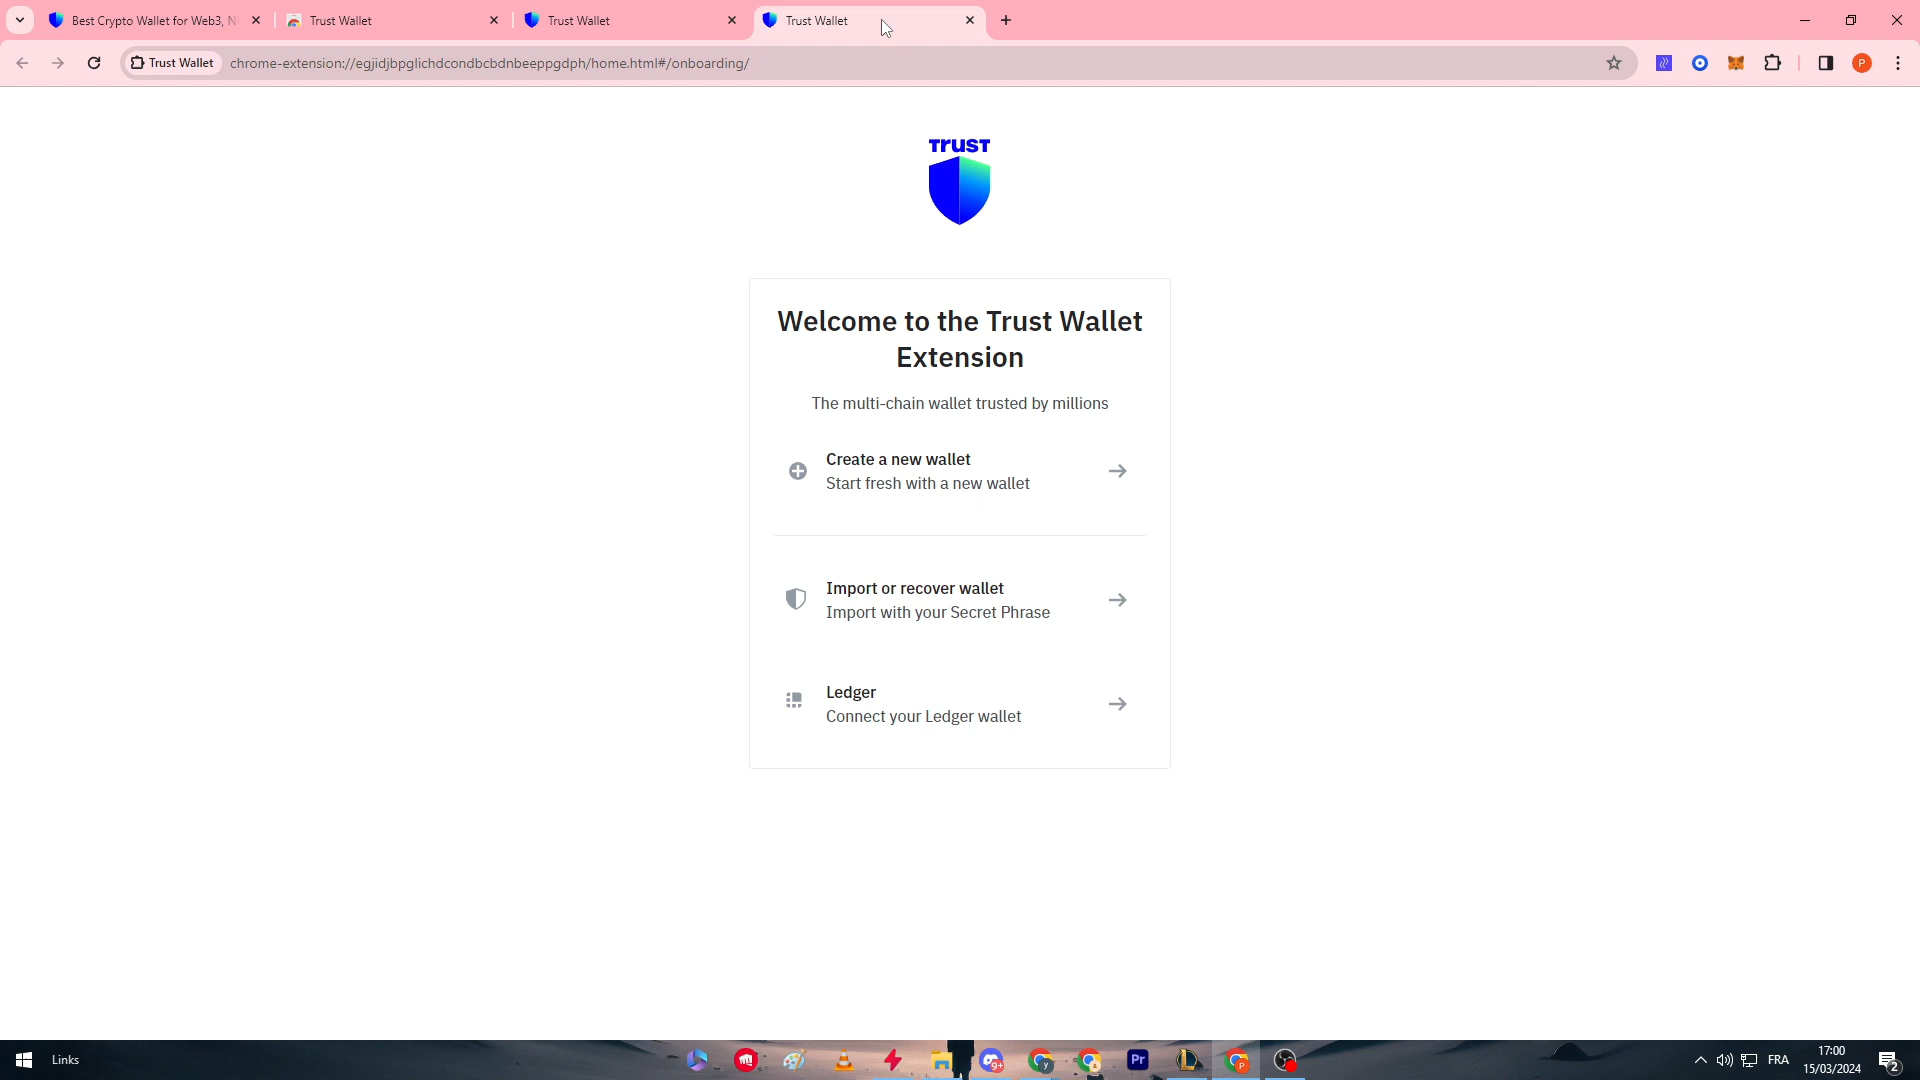 Best Crypto Wallet for Web3, N
Trust Wallet
Trust Wallet
Trust Wallet
Trust Wallet
chrome-extension://egjidjbpglichdcondbcbdnbeeppgdph/home.html#/onboarding/
P
TRUST
Welcome to the Trust Wallet
Extension
The multi-chain wallet trusted by millions
Create a new wallet
Start fresh with a new wallet
Import or recover wallet
Import with your Secret Phrase
Ledger
Connect your Ledger wallet
Links
9+
y
A
Pr
L
P
FRA
17:00
15/03/2024
2